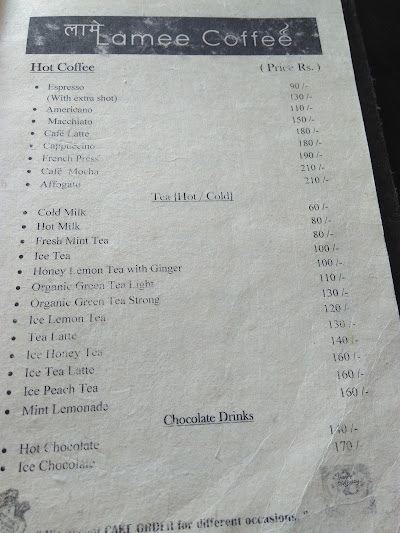 लामे Lamee Coffee
Hot Coffee ( Price Rs. )
• Espresso 90 /-
(With extra shot) 130 /-
• Americano 110 /-
• Macchiato 150 /-
• Café Latte 180 /-
• Cappuccino 180 /-
• French Press 190 /-
• Café Mocha 210 /-
• Affogato 210 /-
Tea [Hot / Cold]
• Cold Milk 60 /-
• Hot Milk 80 /-
• Fresh Mint Tea 80 /-
• Ice Tea 100 /-
• Honey Lemon Tea with Ginger 100 /-
• Organic Green Tea Light 110 /-
• Organic Green Tea Strong 130 /-
• Ice Lemon Tea 120 /-
• Tea Latte 130 /-
• Ice Honey Tea 140 /-
• Ice Tea Latte 160 /-
• Ice Peach Tea 160 /-
• Mint Lemonade 160 /-
Chocolate Drinks
• Hot Chocolate 140 /-
• Ice Chocolate 170 /-
CAKE ORDER for different occasions. "